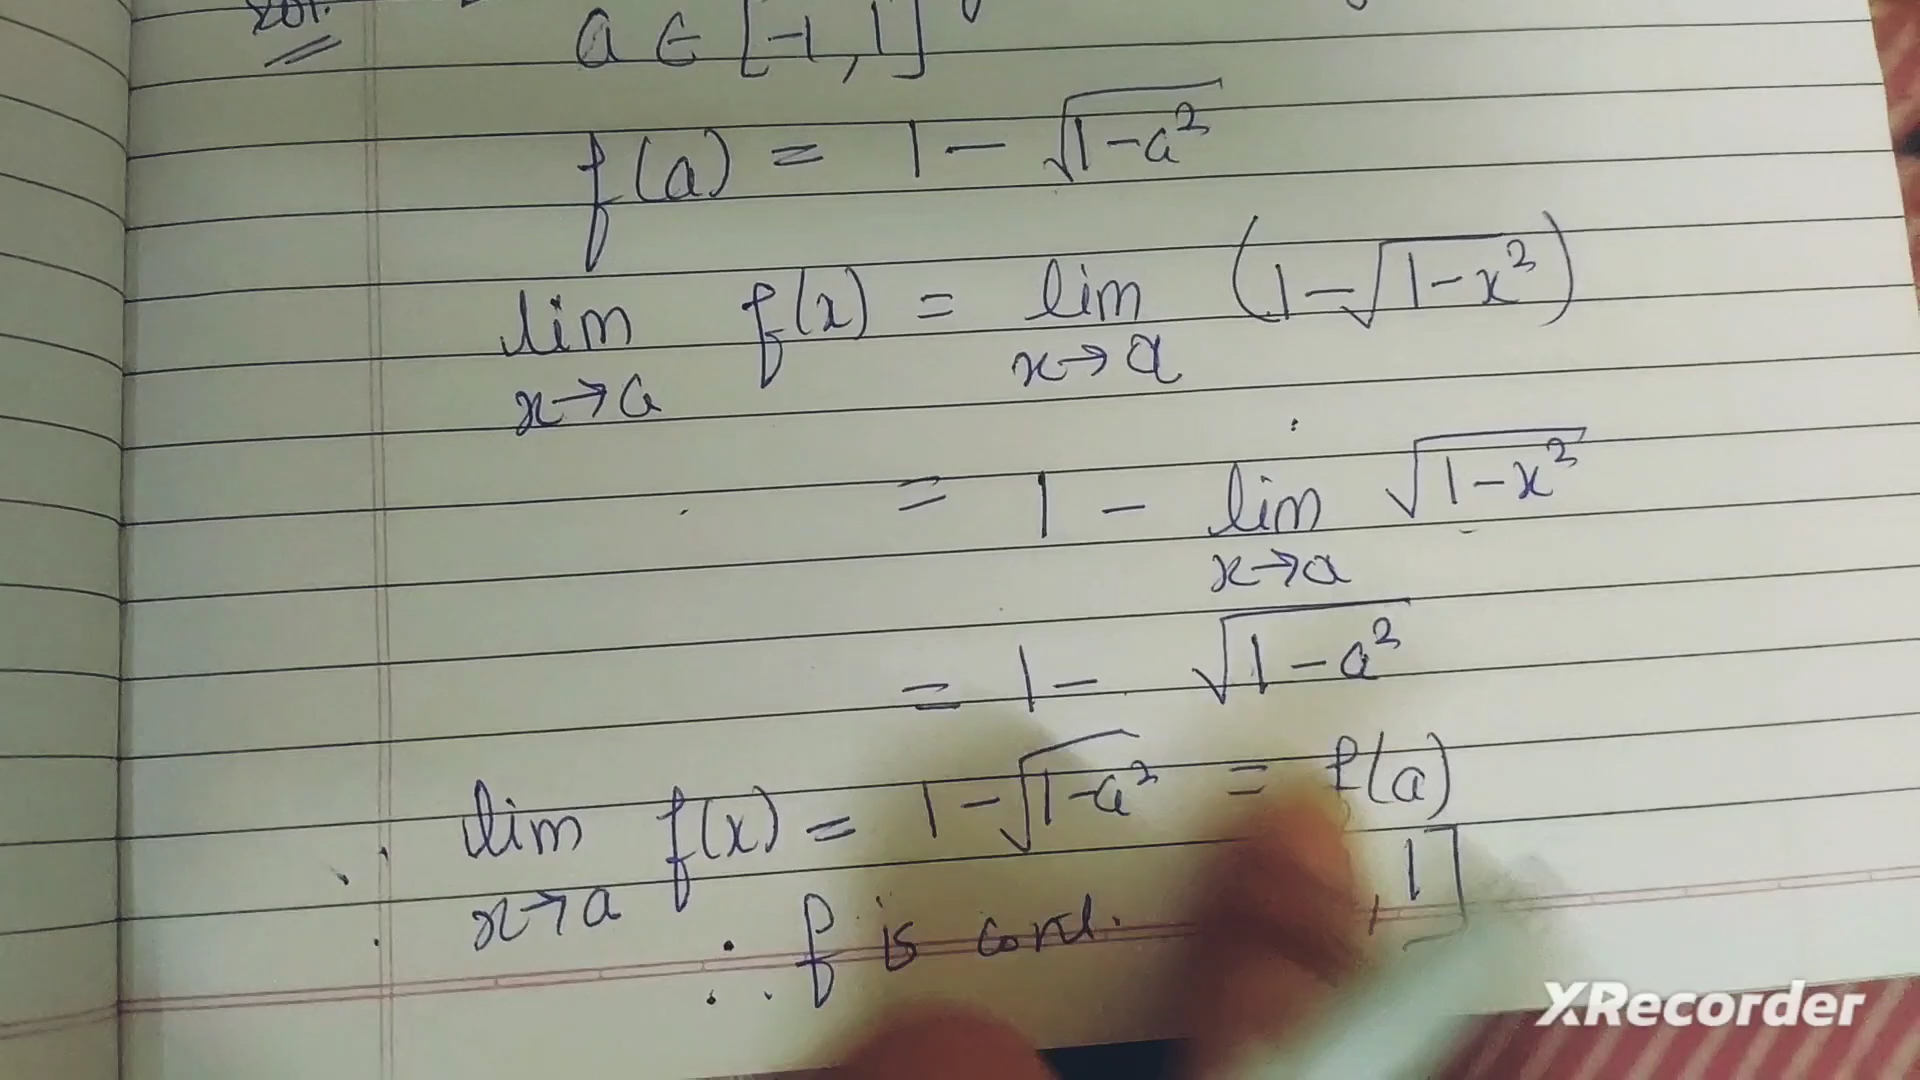 Sol.
a ∈ [-1, 1]
f(a) = 1 - √(1-a²)
lim x→a f(x) = lim x→a (1-√(1-x²))
= 1 - lim x→a √(1-x²)
= 1 - √(1-a²)
∴ lim x→a f(x) = 1-√(1-a²) = f(a)
∴ f is cont. , 1]
XRecorder